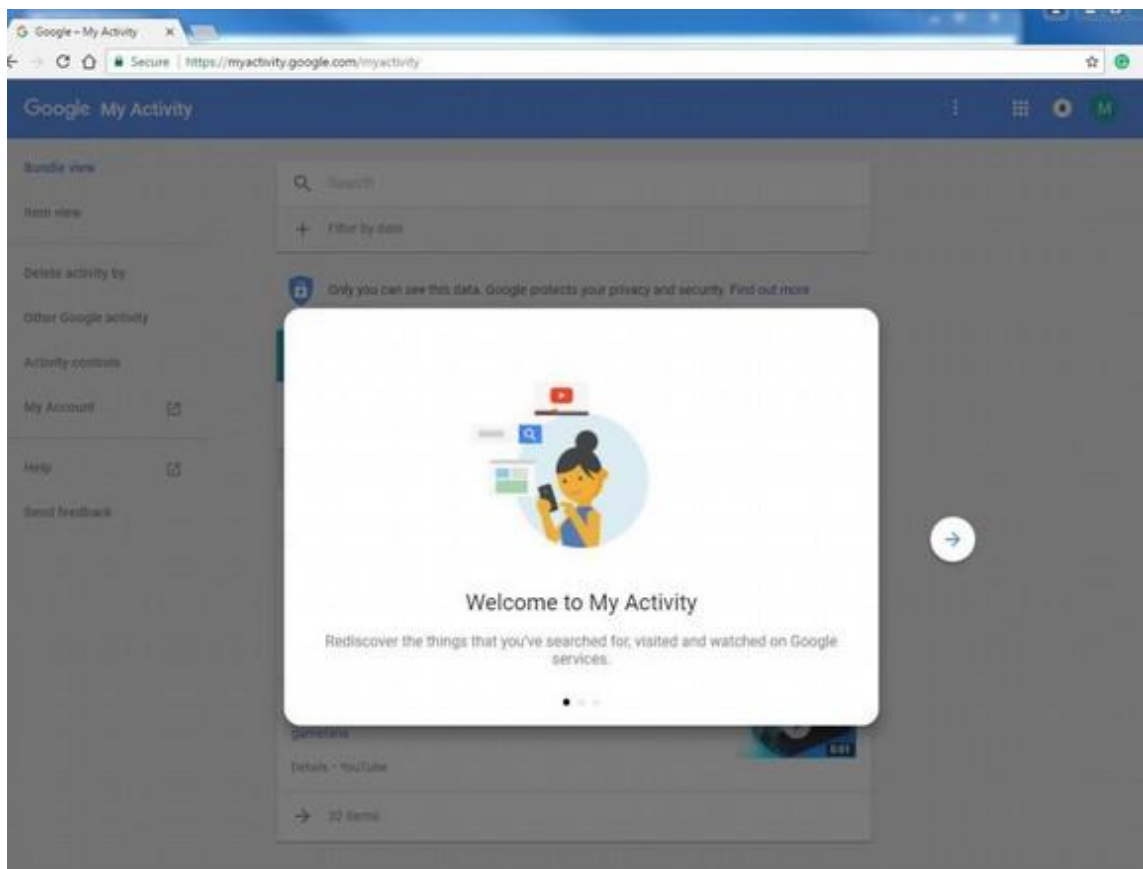 Google – My Activity
Secure | https://myactivity.google.com/myactivity
Google My Activity
M
Bundle view
Item view
Delete activity by
Other Google activity
Activity controls
My Account
Help
Send feedback
Search
Filter by date
Only you can see this data. Google protects your privacy and security. Find out more
Welcome to My Activity
Rediscover the things that you've searched for, visited and watched on Google
services.
Details • YouTube
32 items